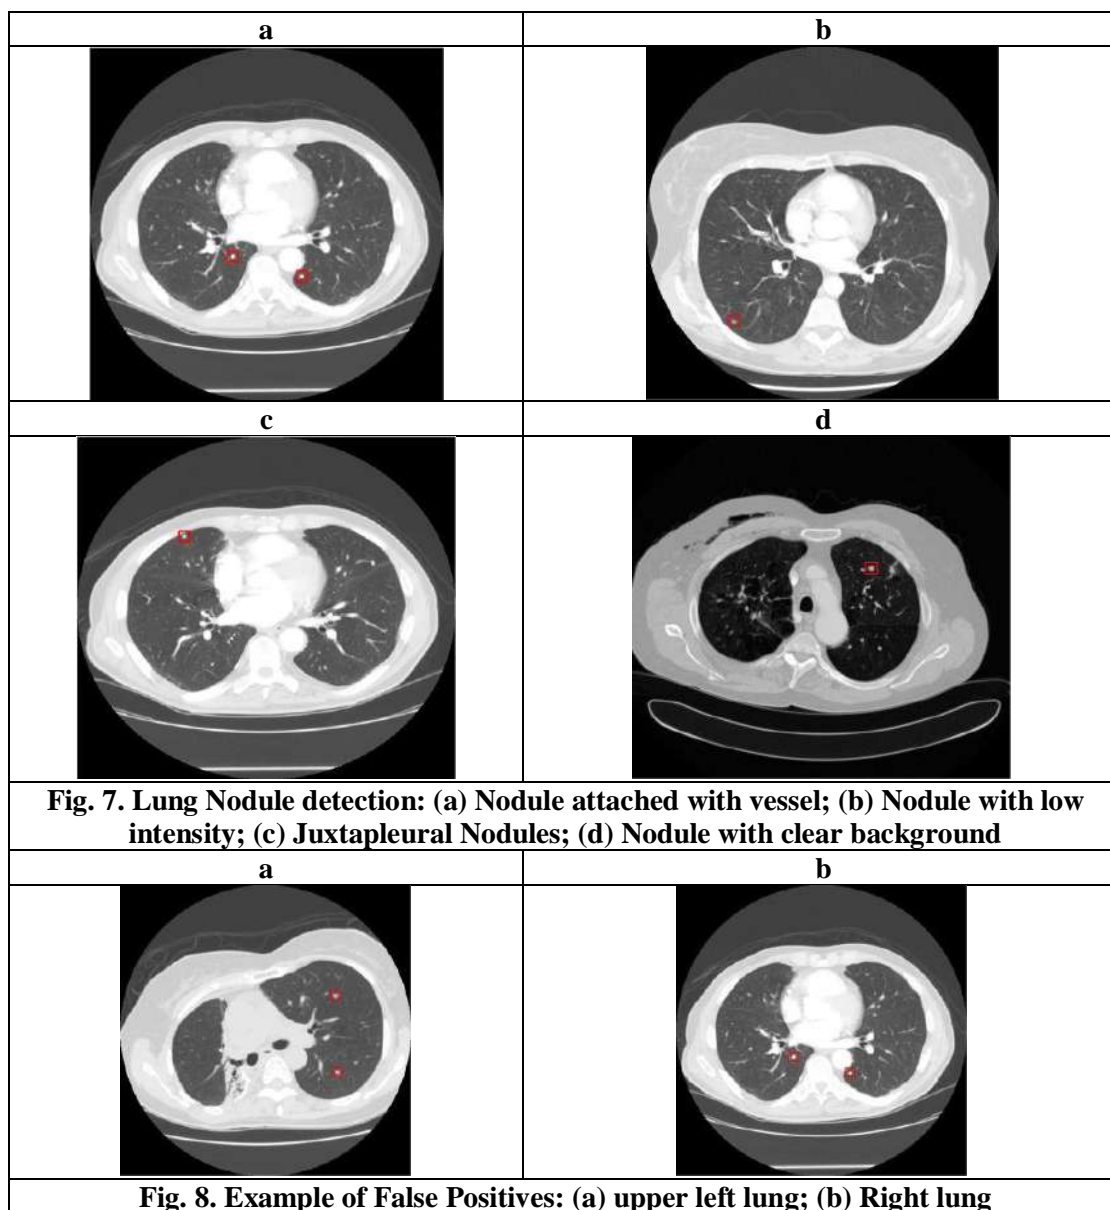 a
b
c
d
Fig. 7. Lung Nodule detection: (a) Nodule attached with vessel; (b) Nodule with low
intensity; (c) Juxtapleural Nodules; (d) Nodule with clear background
a
b
Fig. 8. Example of False Positives: (a) upper left lung; (b) Right lung